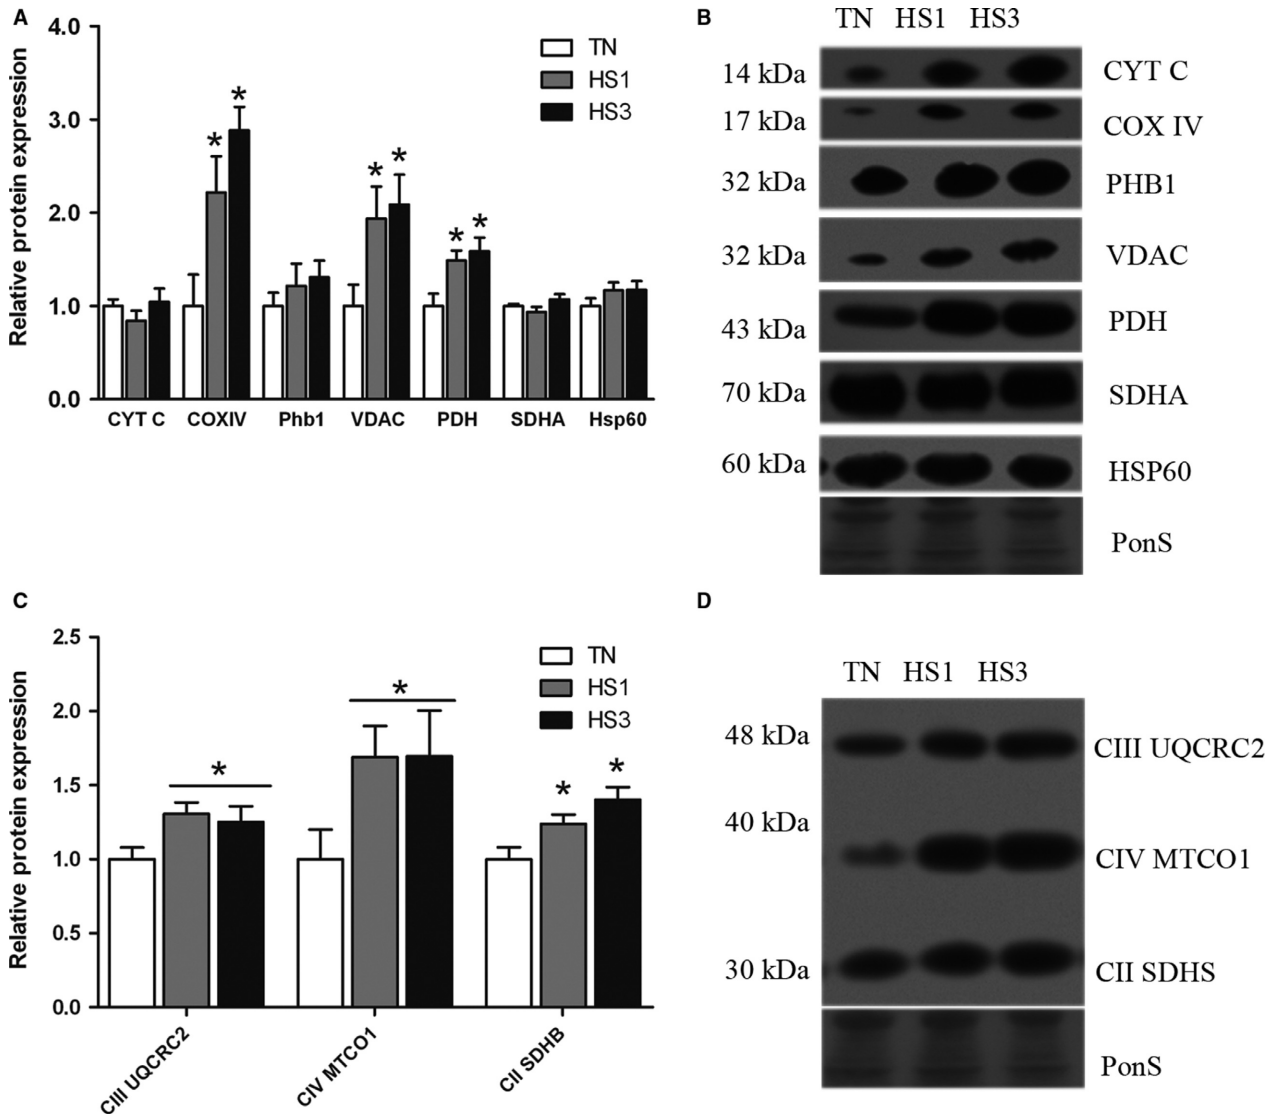 A
Relative protein expression
4.0
3.0
2.0
1.0
0.0
TN
HS1
HS3
* * * * * *
CYT C COXIV Phb1 VDAC PDH SDHA Hsp60
B
TN HS1 HS3
14 kDa CYT C
17 kDa COX IV
32 kDa PHB1
32 kDa VDAC
43 kDa PDH
70 kDa SDHA
60 kDa HSP60
PonS
C
Relative protein expression
2.5
2.0
1.5
1.0
0.5
0.0
TN
HS1
HS3
* * * *
CIII UQCRC2
CIV MTCO1
CII SDHB
D
TN HS1 HS3
48 kDa CIII UQCRC2
40 kDa
CIV MTCO1
30 kDa CII SDHS
PonS